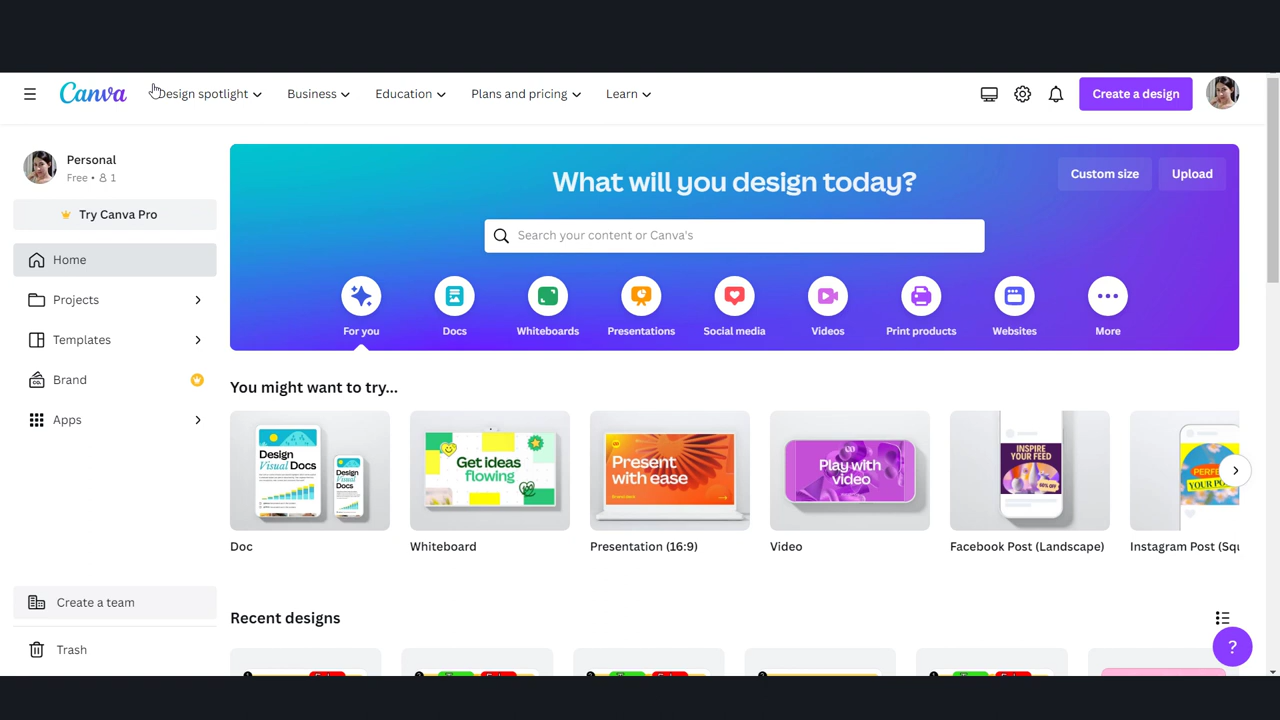 Canva
Design spotlight
Business
Education
Plans and pricing
Learn
Create a design
Personal
Free • 1
Try Canva Pro
Home
Projects
Templates
Brand
Apps
Create a team
Trash
What will you design today?
Custom size
Upload
Search your content or Canva's
For you
Docs
Whiteboards
Presentations
Social media
Videos
Print products
Websites
More
You might want to try...
Design
Visual Docs
Design
Visual
Docs
Get ideas
flowing
Present
with ease
Play with
video
INSPIRE
YOUR FEED
Doc
Whiteboard
Presentation (16:9)
Video
Facebook Post (Landscape)
Instagram Post (Squ
Recent designs
?